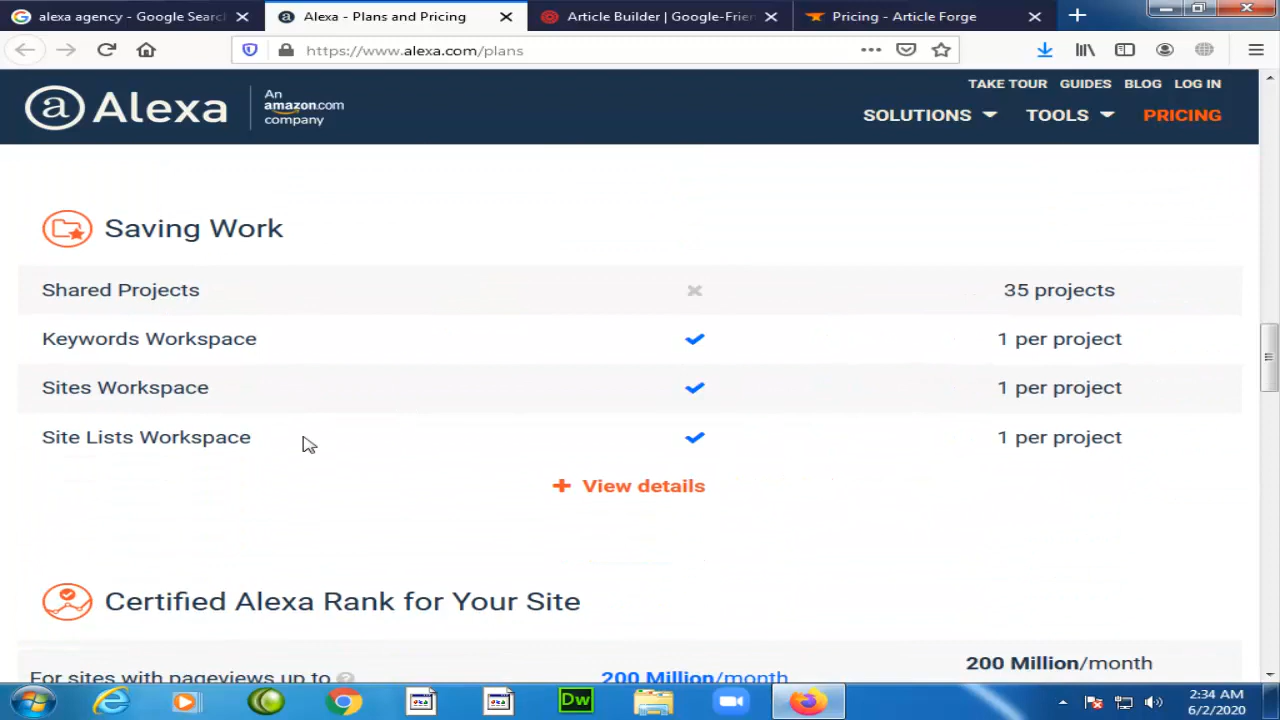 alexa agency - Google Searc
Alexa - Plans and Pricing
Article Builder | Google-Frien
Pricing - Article Forge
https://www.alexa.com/plans
TAKE TOUR GUIDES BLOG LOG IN
a Alexa
An
amazon.com
company
SOLUTIONS TOOLS PRICING
Saving Work
Shared Projects 35 projects
Keywords Workspace 1 per project
Sites Workspace 1 per project
Site Lists Workspace 1 per project
+ View details
Certified Alexa Rank for Your Site
200 Million/month
For sites with pageviews up to ? 200 Million/month
Dw
2:34 AM
6/2/2020